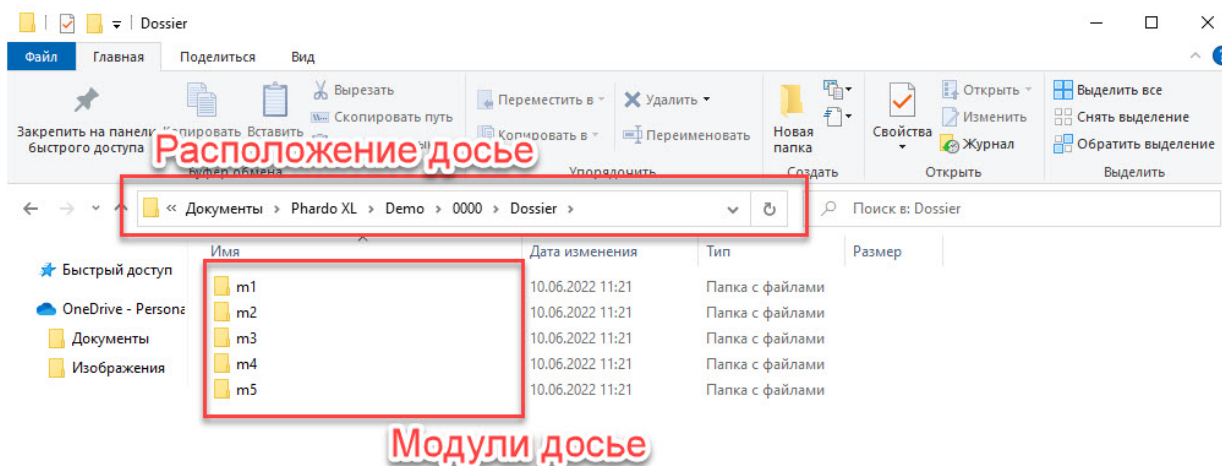 Dossier
Файл Главная Поделиться Вид
Вырезать
Скопировать путь
Переместить в Удалить
Открыть Выделить все
Изменить Снять выделение
Закрепить на панели Копировать Вставить
быстрого доступа
Копировать в Переименовать
Новая
папка
Свойства
Журнал Обратить выделение
Расположение досье
буфер обмена Упорядочить Создать Открыть Выделить
« Документы > Phardo XL > Demo > 0000 > Dossier > Поиск в: Dossier
Имя Дата изменения Тип Размер
Быстрый доступ
OneDrive - Persona
Документы
Изображения
m1 10.06.2022 11:21 Папка с файлами
m2 10.06.2022 11:21 Папка с файлами
m3 10.06.2022 11:21 Папка с файлами
m4 10.06.2022 11:21 Папка с файлами
m5 10.06.2022 11:21 Папка с файлами
Модули досье